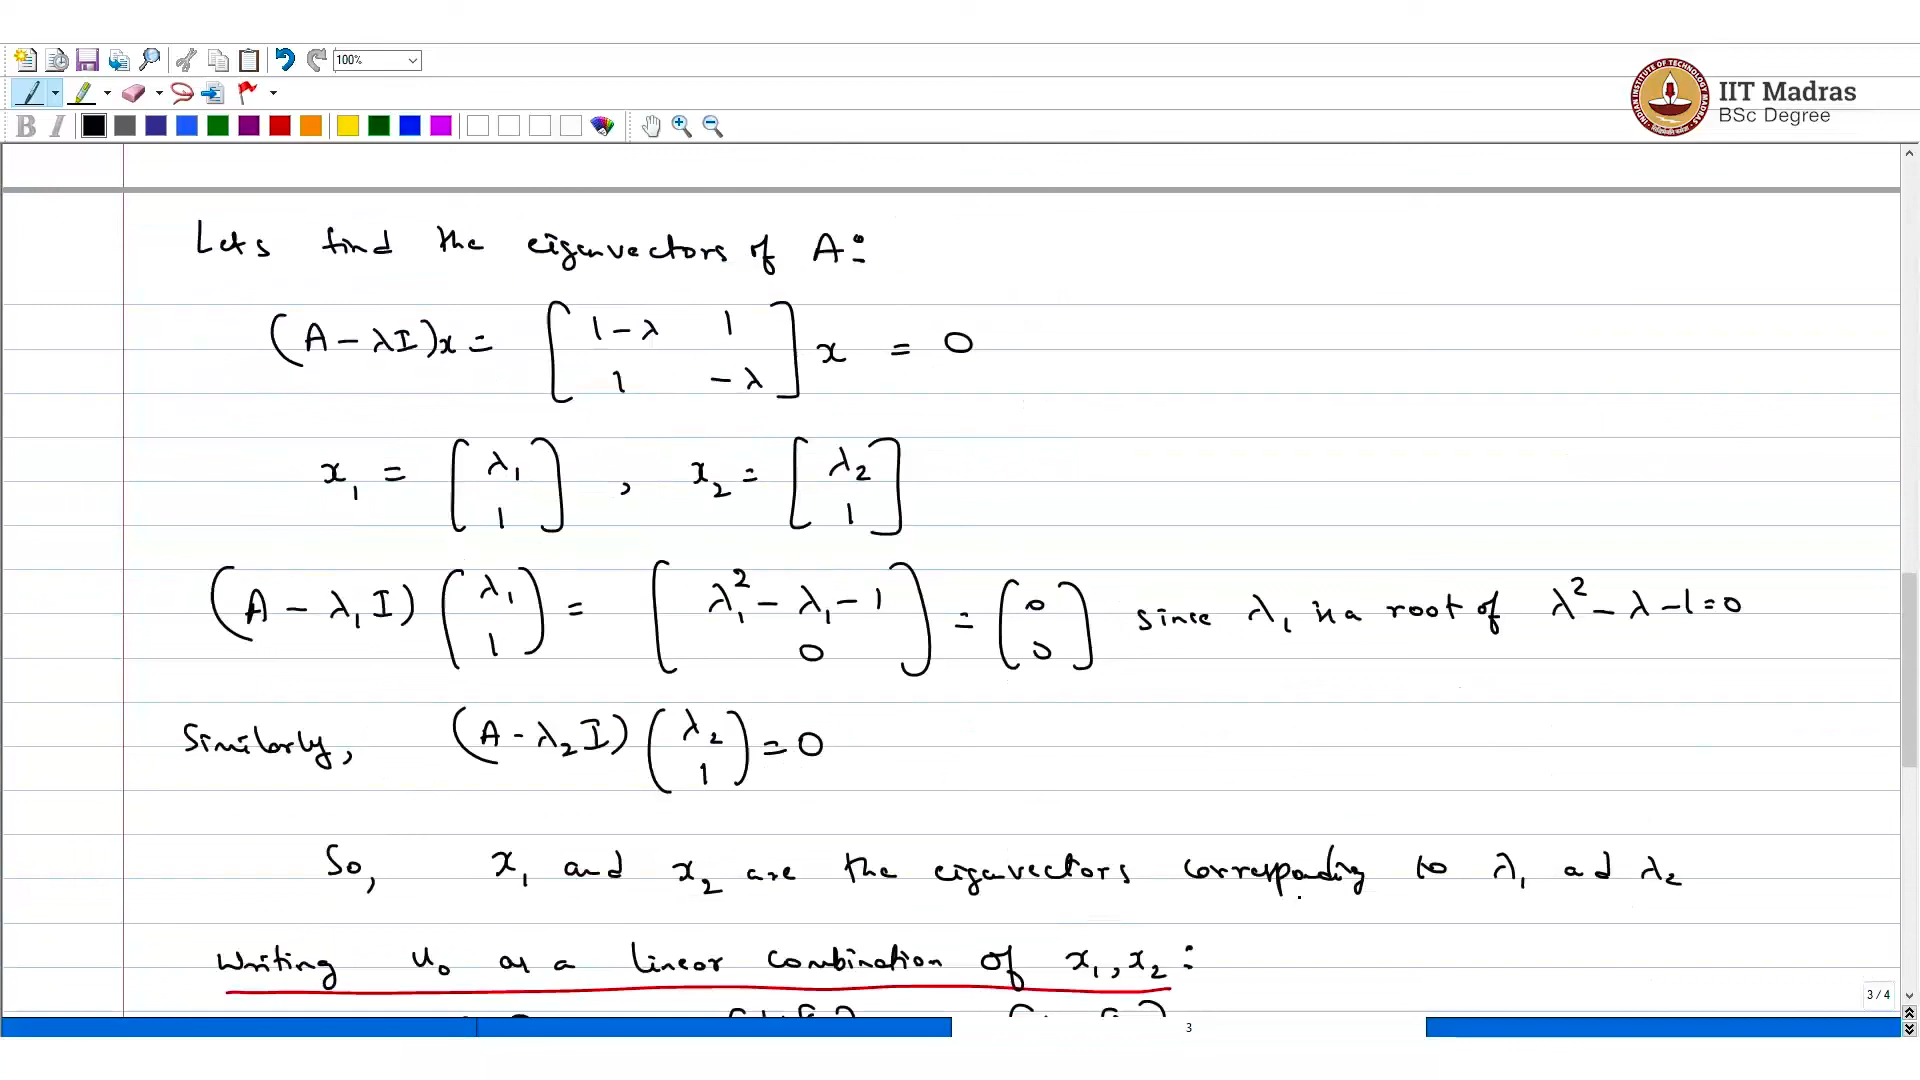 100%
IIT Madras
BSc Degree
B I
Lets find the eigenvectors of A:
(A - λI)x = [1-λ 1
1 -λ] x = 0
x₁ = [λ₁
1] , x₂ = [λ₂
1]
(A - λ₁I) (λ₁
1) = [λ₁² - λ₁ - 1
0] = (0
0) since λ₁ is a root of λ² - λ - 1 = 0
Similarly, (A - λ₂I) (λ₂
1) = 0
So, x₁ and x₂ are the eigenvectors corresponding to λ₁ ad λ₂
Writing u₀ as a linear combination of x₁, x₂ :
3 / 4
3